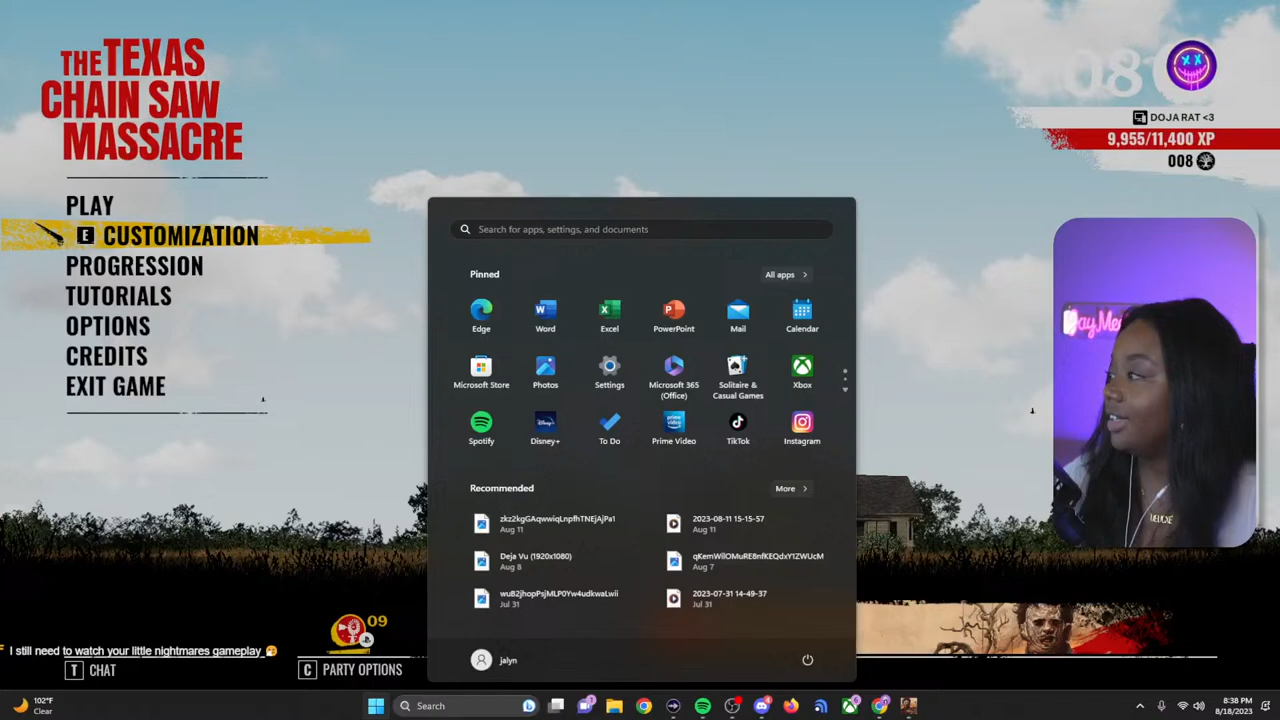 THE TEXAS
CHAIN SAW
MASSACRE
PLAY
E CUSTOMIZATION
PROGRESSION
TUTORIALS
OPTIONS
CREDITS
EXIT GAME
08
DOJA RAT <3
9,955/11,400 XP
008
Search for apps, settings, and documents
Pinned
All apps
Edge
Word
Excel
PowerPoint
Mail
Calendar
Microsoft Store
Photos
Settings
Microsoft 365
(Office)
Solitaire &
Casual Games
Xbox
Spotify
Disney+
To Do
Prime Video
TikTok
Instagram
Recommended
More
zkz2kgGAqwwiqLnpfhTNEjAjPa1
Aug 11
2023-08-11 15-15-57
Aug 11
Deja Vu (1920x1080)
Aug 8
qKemWilOMuRE8nfKEQdxY1ZWUcM
Aug 7
wuB2jhopPsjMLP0Yw4udkwaLwii
Jul 31
2023-07-31 14-49-37
Jul 31
jalyn
09
I still need to watch your little nightmares gameplay
T CHAT
C PARTY OPTIONS
102°F
Clear
Search
8:38 PM
8/18/2023